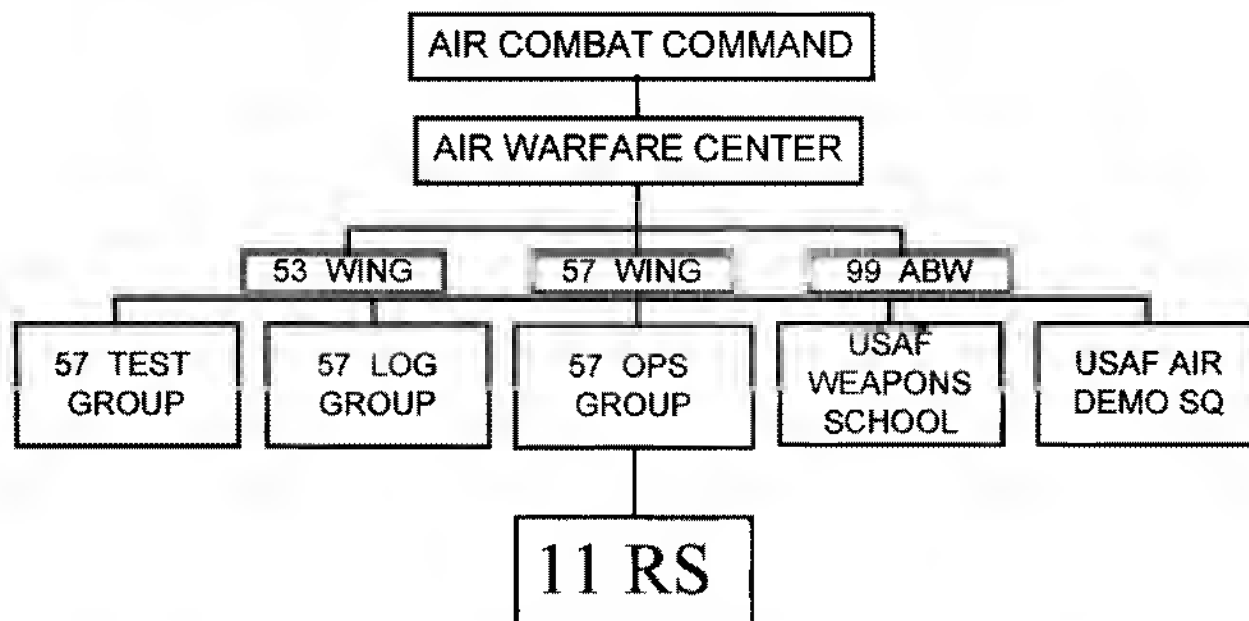 AIR COMBAT COMMAND
AIR WARFARE CENTER
53 WING
57 WING
99 ABW
57 TEST
GROUP
57 LOG
GROUP
57 OPS
GROUP
USAF
WEAPONS
SCHOOL
USAF AIR
DEMO SQ
11 RS